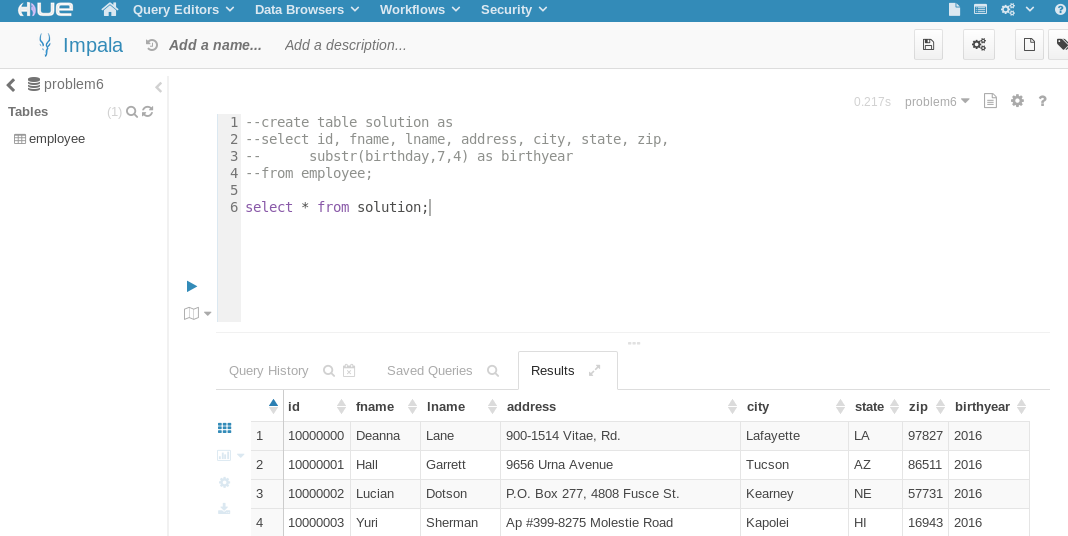 HUE Query Editors Data Browsers Workflows Security
Impala Add a name... Add a description...
problem6
Tables (1)
employee
0.217s problem6 ?
1 --create table solution as
2 --select id, fname, lname, address, city, state, zip,
3 --      substr(birthday,7,4) as birthyear
4 --from employee;
5
6 select * from solution;
Query History Saved Queries Results
id fname lname address city state zip birthyear
1 10000000 Deanna Lane 900-1514 Vitae, Rd. Lafayette LA 97827 2016
2 10000001 Hall Garrett 9656 Urna Avenue Tucson AZ 86511 2016
3 10000002 Lucian Dotson P.O. Box 277, 4808 Fusce St. Kearney NE 57731 2016
4 10000003 Yuri Sherman Ap #399-8275 Molestie Road Kapolei HI 16943 2016